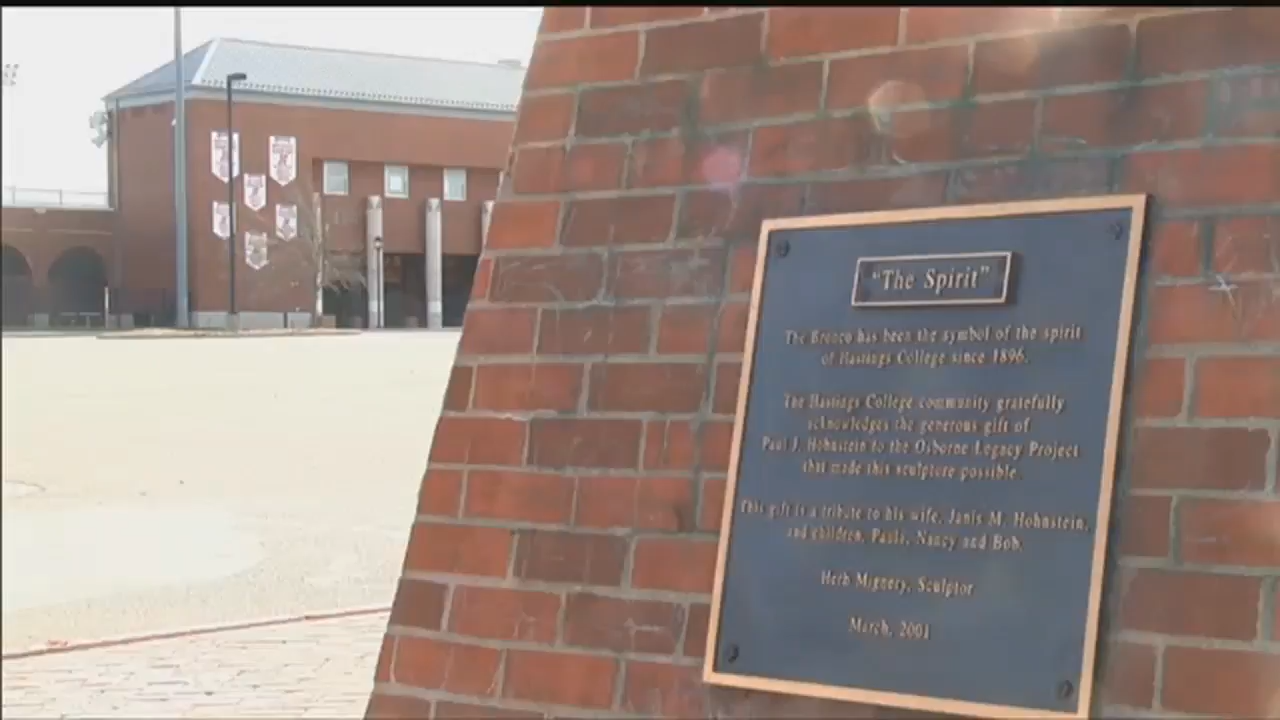 "The Spirit"
The Bronco has been the symbol of the spirit
of Hastings College since 1896.
The Hastings College community gratefully
acknowledges the generous gift of
Paul J. Hohnstein to the Osborne Legacy Project
that made this sculpture possible.
This gift is a tribute to his wife, Janis M. Hohnstein,
and children, Paula, Nancy and Bob.
Herb Mignery, Sculptor
March, 2001